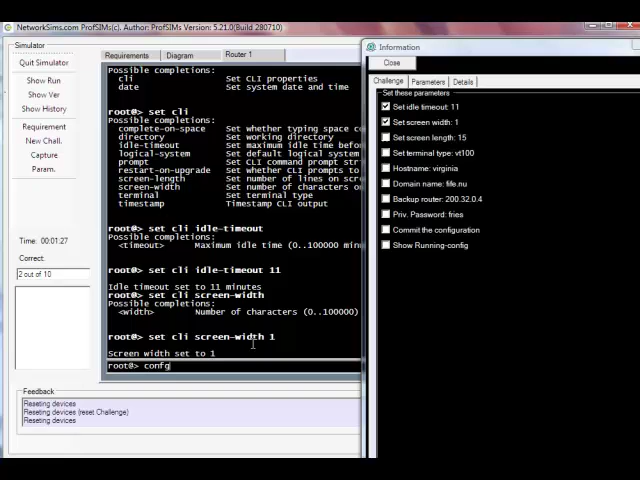 NetworkSims.com ProfSIMs(c). Author: ProfSIMs Version: 5.21.0(Build 280710)
Simulator
Quit Simulator
Show Run
Show Ver
Show History
Requirement
New Chall.
Capture
Param.
Time: 00:01:27
Correct.
2 out of 10
Requirements
Diagram
Router 1
Possible completions:
cli Set CLI properties
date Set system date and time
root@> set cli
Possible completions:
complete-on-space Set whether typing space co
directory Set working directory
idle-timeout Set maximum idle time befor
logical-system Set default logical system
prompt Set CLI command prompt str
restart-on-upgrade Set whether CLI prompts to
screen-length Set number of lines on scre
screen-width Set number of characters on
terminal Set terminal type
timestamp Timestamp CLI output
root@> set cli idle-timeout
Possible completions:
<timeout> Maximum idle time (0..100000 minu
root@> set cli idle-timeout 11
Idle timeout set to 11 minutes
root@> set cli screen-width
Possible completions:
<width> Number of characters (0..100000)
root@> set cli screen-width 1
Screen width set to 1
root@> confg
Feedback
Reseting devices
Reseting devices (reset Challenge)
Reseting devices
Information
Close
Challenge
Parameters
Details
Set these parameters
Set idle timeout: 11
Set screen width: 1
Set screen length: 15
Set terminal type: vt100
Hostname: virginia
Domain name: fife.nu
Backup router: 200.32.0.4
Priv. Password: fries
Commit the configuration
Show Running-config